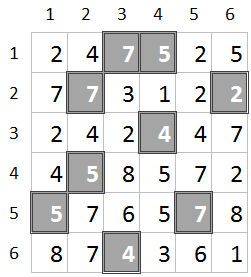 1 2 3 4 5 6
1 2 4 7 5 2 5
2 7 7 3 1 2 2
3 2 4 2 4 4 7
4 4 5 8 5 7 2
5 5 7 6 5 7 8
6 8 7 4 3 6 1